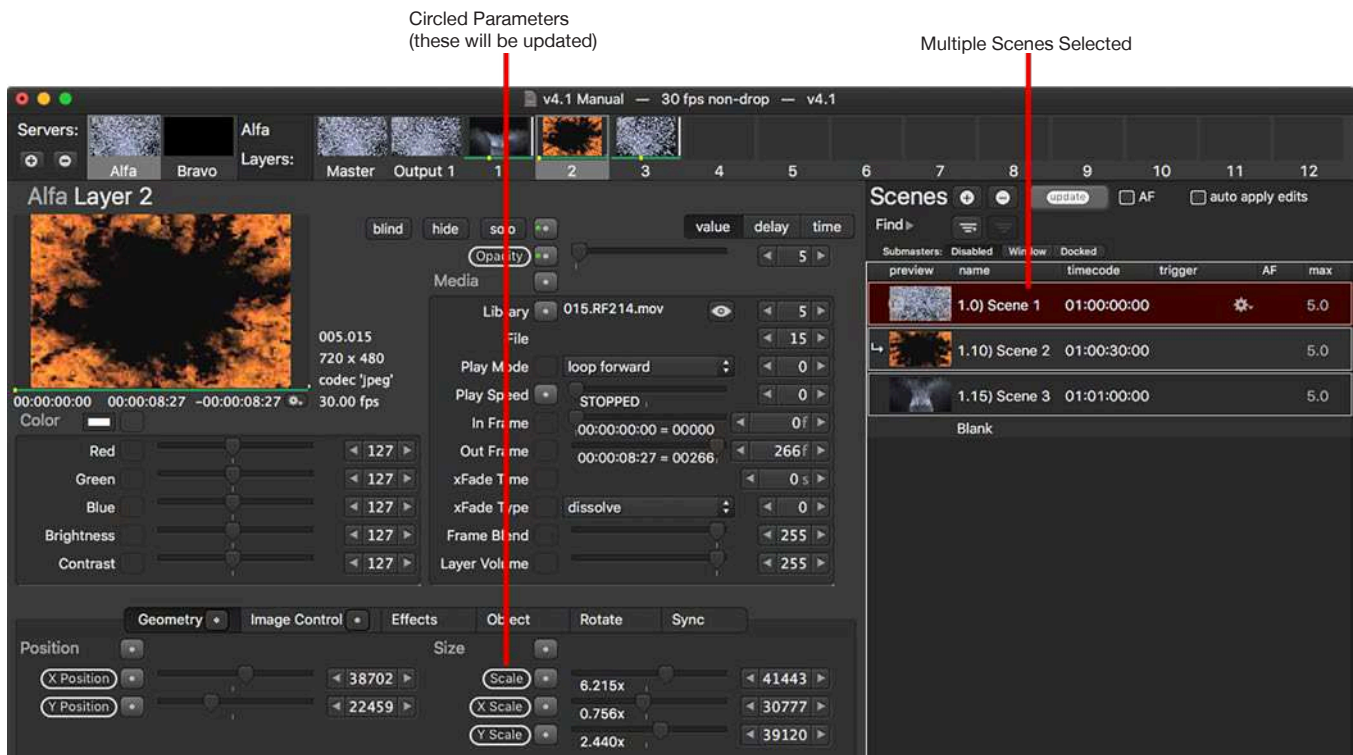 Circled Parameters
(these will be updated)
Multiple Scenes Selected
v4.1 Manual — 30 fps non-drop — v4.1
Servers:
Alfa
Bravo
Alfa
Layers:
Master
Output 1
1
2
3
4
5
6
7
8
9
10
11
12
Alfa Layer 2
blind
hide
solo
value
delay
time
Opacity
5
Media
Library
015.RF214.mov
5
File
15
Play Mode
loop forward
0
Play Speed
STOPPED
0
In Frame
00:00:00:00 = 00000
0f
Out Frame
00:00:08:27 = 00266
266f
xFade Time
0 s
xFade Type
dissolve
0
Frame Blend
255
Layer Volume
255
005.015
720 x 480
codec 'jpeg'
30.00 fps
00:00:00:00 00:00:08:27 -00:00:08:27
Color
Red
127
Green
127
Blue
127
Brightness
127
Contrast
127
Geometry
Image Control
Effects
Object
Rotate
Sync
Position
X Position
38702
Y Position
22459
Size
Scale
6.215x
41443
X Scale
0.756x
30777
Y Scale
2.440x
39120
Scenes
update
AF
auto apply edits
Find
Submasters: Disabled Window Docked
preview name timecode trigger AF max
1.0) Scene 1 01:00:00:00 5.0
1.10) Scene 2 01:00:30:00 5.0
1.15) Scene 3 01:01:00:00 5.0
Blank